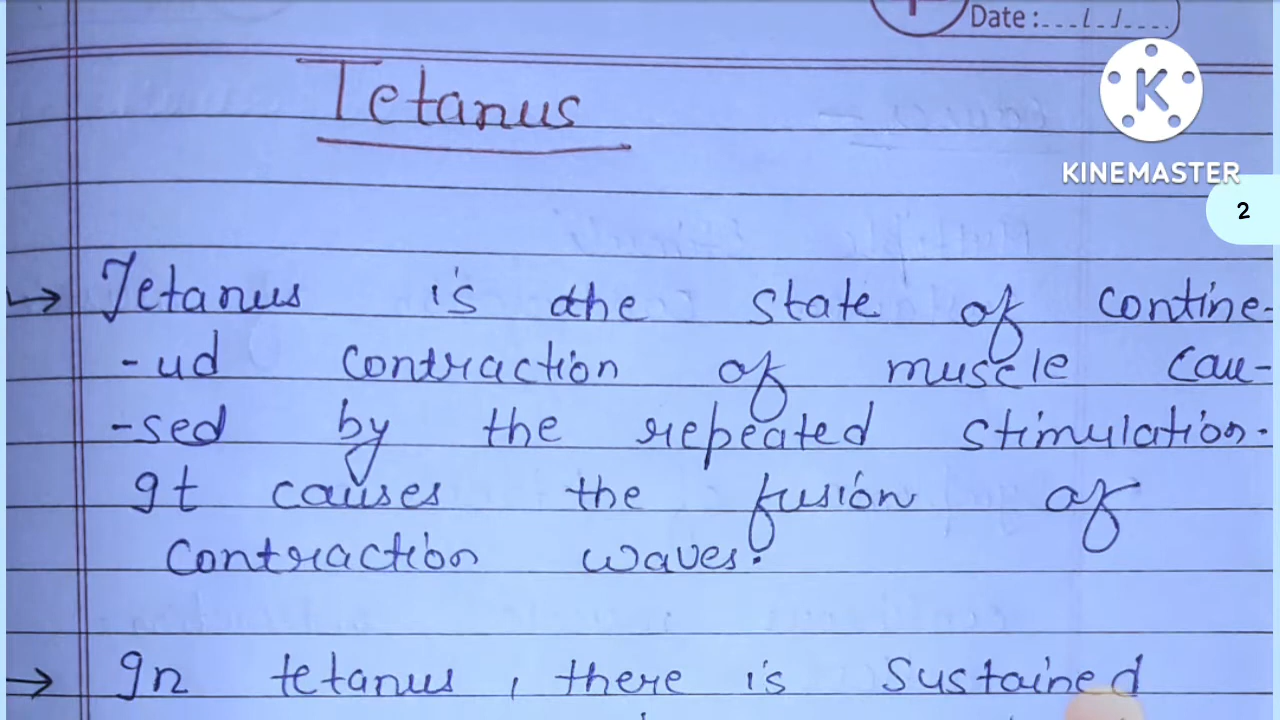 Date :...../...../.....
Tetanus
K
KINEMASTER
2
→ Tetanus is the state of contine-
-ud contraction of muscle cau-
-sed by the repeated stimulation.
It causes the fusion of
contraction waves.
→ In tetanus, there is sustained